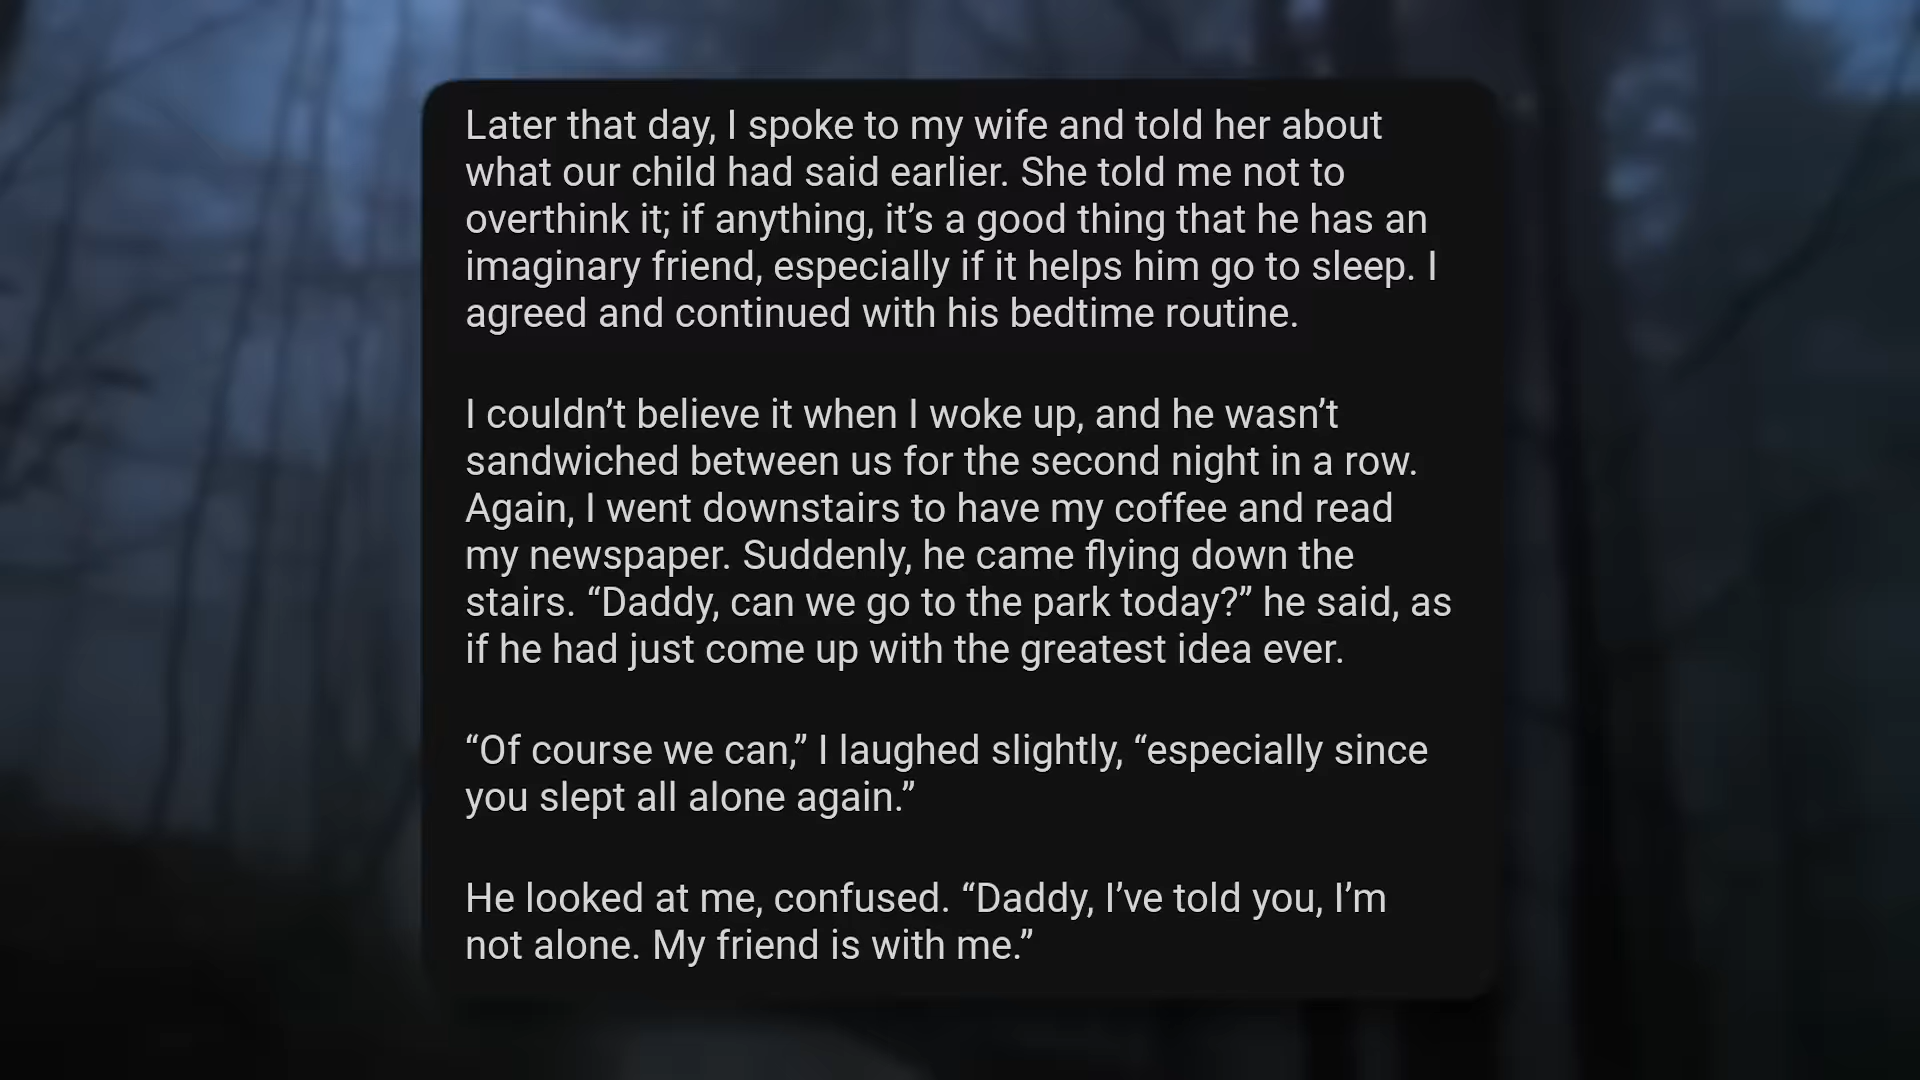 Later that day, I spoke to my wife and told her about
what our child had said earlier. She told me not to
overthink it; if anything, it’s a good thing that he has an
imaginary friend, especially if it helps him go to sleep. I
agreed and continued with his bedtime routine.
I couldn’t believe it when I woke up, and he wasn’t
sandwiched between us for the second night in a row.
Again, I went downstairs to have my coffee and read
my newspaper. Suddenly, he came flying down the
stairs. “Daddy, can we go to the park today?” he said, as
if he had just come up with the greatest idea ever.
“Of course we can,” I laughed slightly, “especially since
you slept all alone again.”
He looked at me, confused. “Daddy, I’ve told you, I’m
not alone. My friend is with me.”